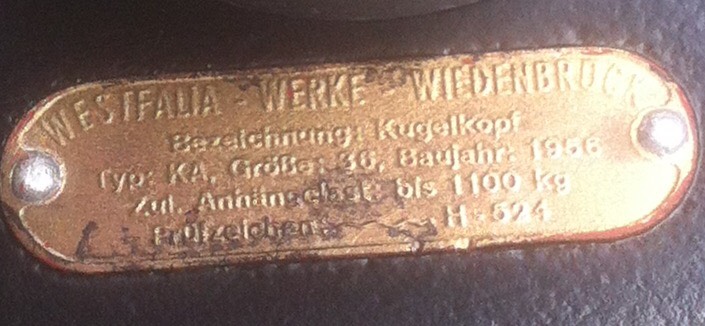 WESTFALIA - WERKE - WIEDENBRÜCK
Bezeichnung: Kugelkopf
Typ: KA, Größe: 36, Baujahr: 1956
zul. Anhängelast: bis 1100 kg
Prüfzeichen: H-524